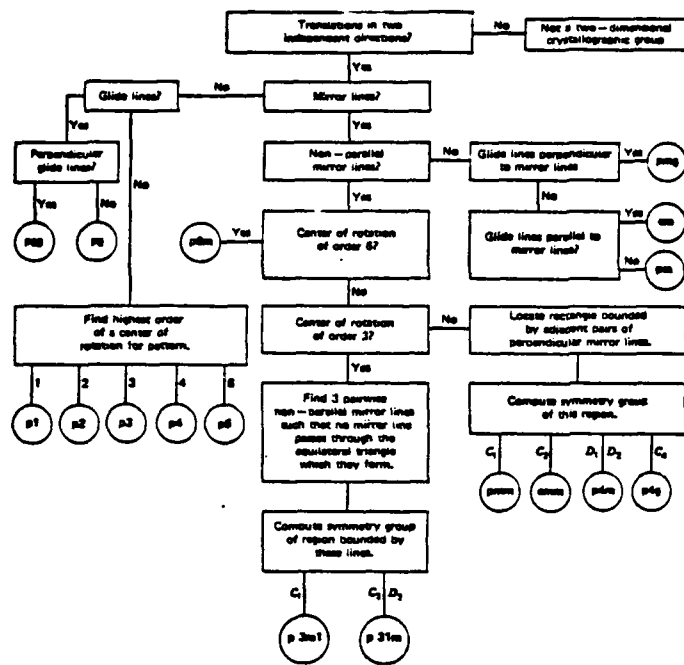 Translations in two
independent directions?
No
Not a two-dimensional
crystallographic group
Yes
Glide lines?
No
Mirror lines?
Yes
Yes
Perpendicular
glide lines?
No
Non-parallel
mirror lines?
No
Glide lines perpendicular
to mirror lines
Yes
pmg
Yes
No
Yes
No
pgg
pg
p6m
Yes
Center of rotation
of order 6?
Glide lines parallel to
mirror lines?
Yes
cm
No
pm
No
Find highest order
of a center of
rotation for pattern.
Center of rotation
of order 3?
No
Locate rectangle bounded
by adjacent pairs of
perpendicular mirror lines.
1
2
3
4
6
Yes
p1
p2
p3
p4
p6
Find 3 pairwise
non-parallel mirror lines
such that no mirror line
passes through the
equilateral triangle
which they form.
Compute symmetry group
of this region.
C₁
C₂
D₁
D₂
C₄
pmm
cmm
p4m
p4g
Compute symmetry group
of region bounded by
these lines.
C₁
C₃
p 3m1
p 31m